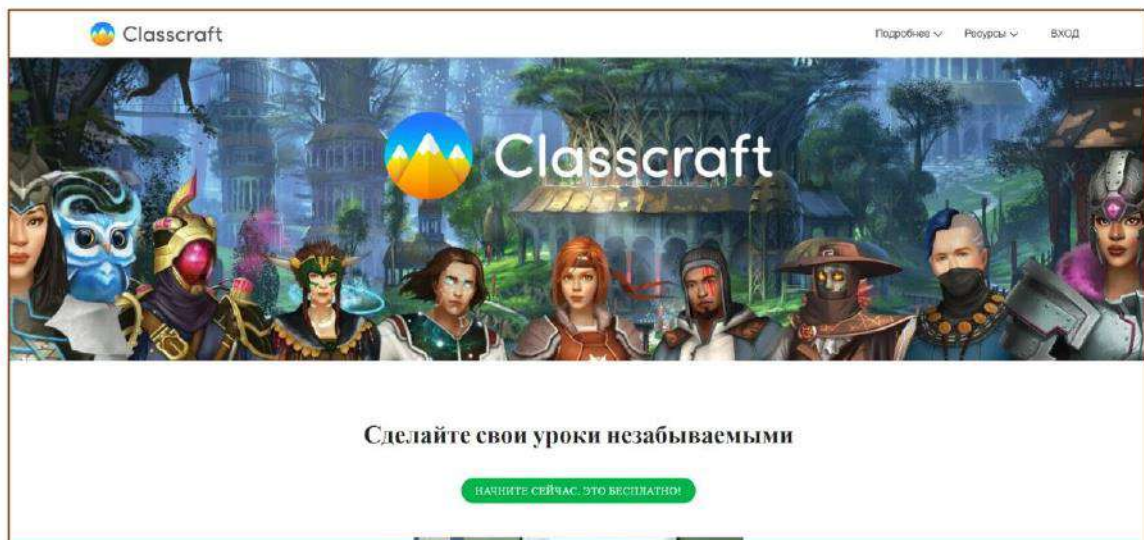 Classcraft
Подробнее Ресурсы ВХОД
Classcraft
Сделайте свои уроки незабываемыми
НАЧНИТЕ СЕЙЧАС, ЭТО БЕСПЛАТНО!